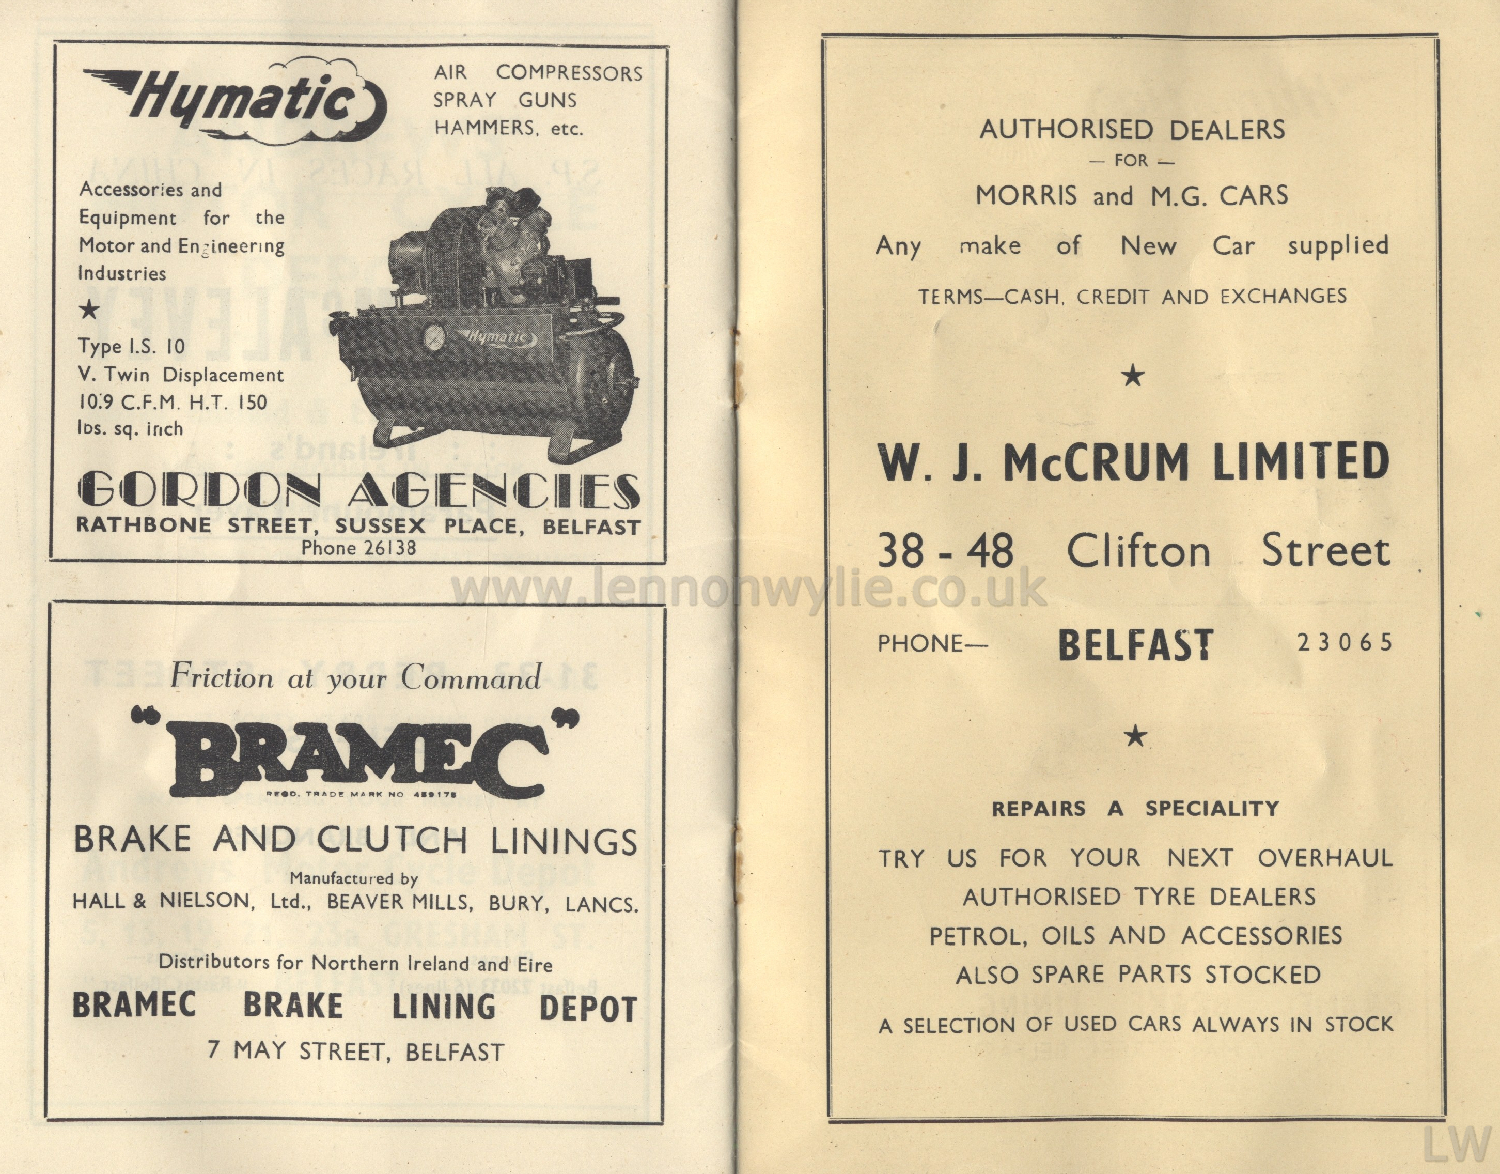 Hymatic
AIR COMPRESSORS
SPRAY GUNS
HAMMERS, etc.
Accessories and
Equipment for the
Motor and Engineering
Industries
★
Type I.S. 10
V. Twin Displacement
10.9 C.F.M. H.T. 150
lbs. sq. inch
Hymatic
GORDON AGENCIES
RATHBONE STREET, SUSSEX PLACE, BELFAST
Phone 26138
Friction at your Command
"BRAMEC"
REGD. TRADE MARK NO 459178
BRAKE AND CLUTCH LININGS
Manufactured by
HALL & NIELSON, Ltd., BEAVER MILLS, BURY, LANCS.
Distributors for Northern Ireland and Eire
BRAMEC BRAKE LINING DEPOT
7 MAY STREET, BELFAST
AUTHORISED DEALERS
— FOR —
MORRIS and M.G. CARS
Any make of New Car supplied
TERMS—CASH, CREDIT AND EXCHANGES
★
W. J. McCRUM LIMITED
38 - 48 Clifton Street
PHONE— BELFAST 23065
★
REPAIRS A SPECIALITY
TRY US FOR YOUR NEXT OVERHAUL
AUTHORISED TYRE DEALERS
PETROL, OILS AND ACCESSORIES
ALSO SPARE PARTS STOCKED
A SELECTION OF USED CARS ALWAYS IN STOCK
www.lennonwylie.co.uk
LW